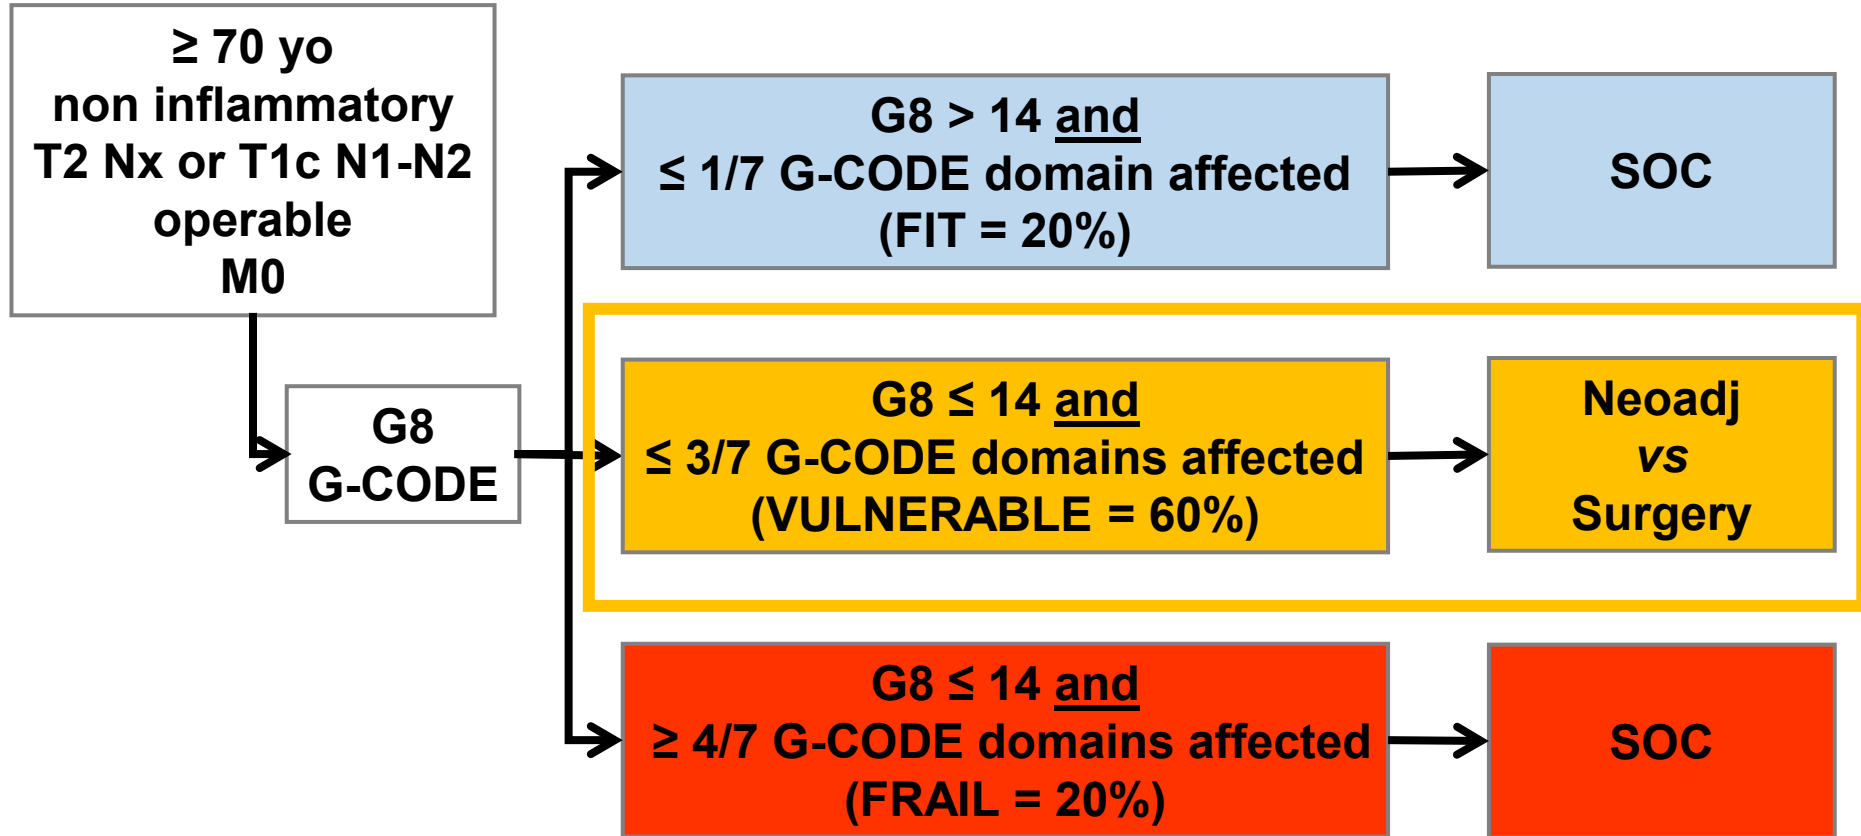 ≥ 70 yo
non inflammatory
T2 Nx or T1c N1-N2
operable
M0
G8
G-CODE
G8 > 14 and
≤ 1/7 G-CODE domain affected
(FIT = 20%)
SOC
G8 ≤ 14 and
≤ 3/7 G-CODE domains affected
(VULNERABLE = 60%)
Neoadj
vs
Surgery
G8 ≤ 14 and
≥ 4/7 G-CODE domains affected
(FRAIL = 20%)
SOC